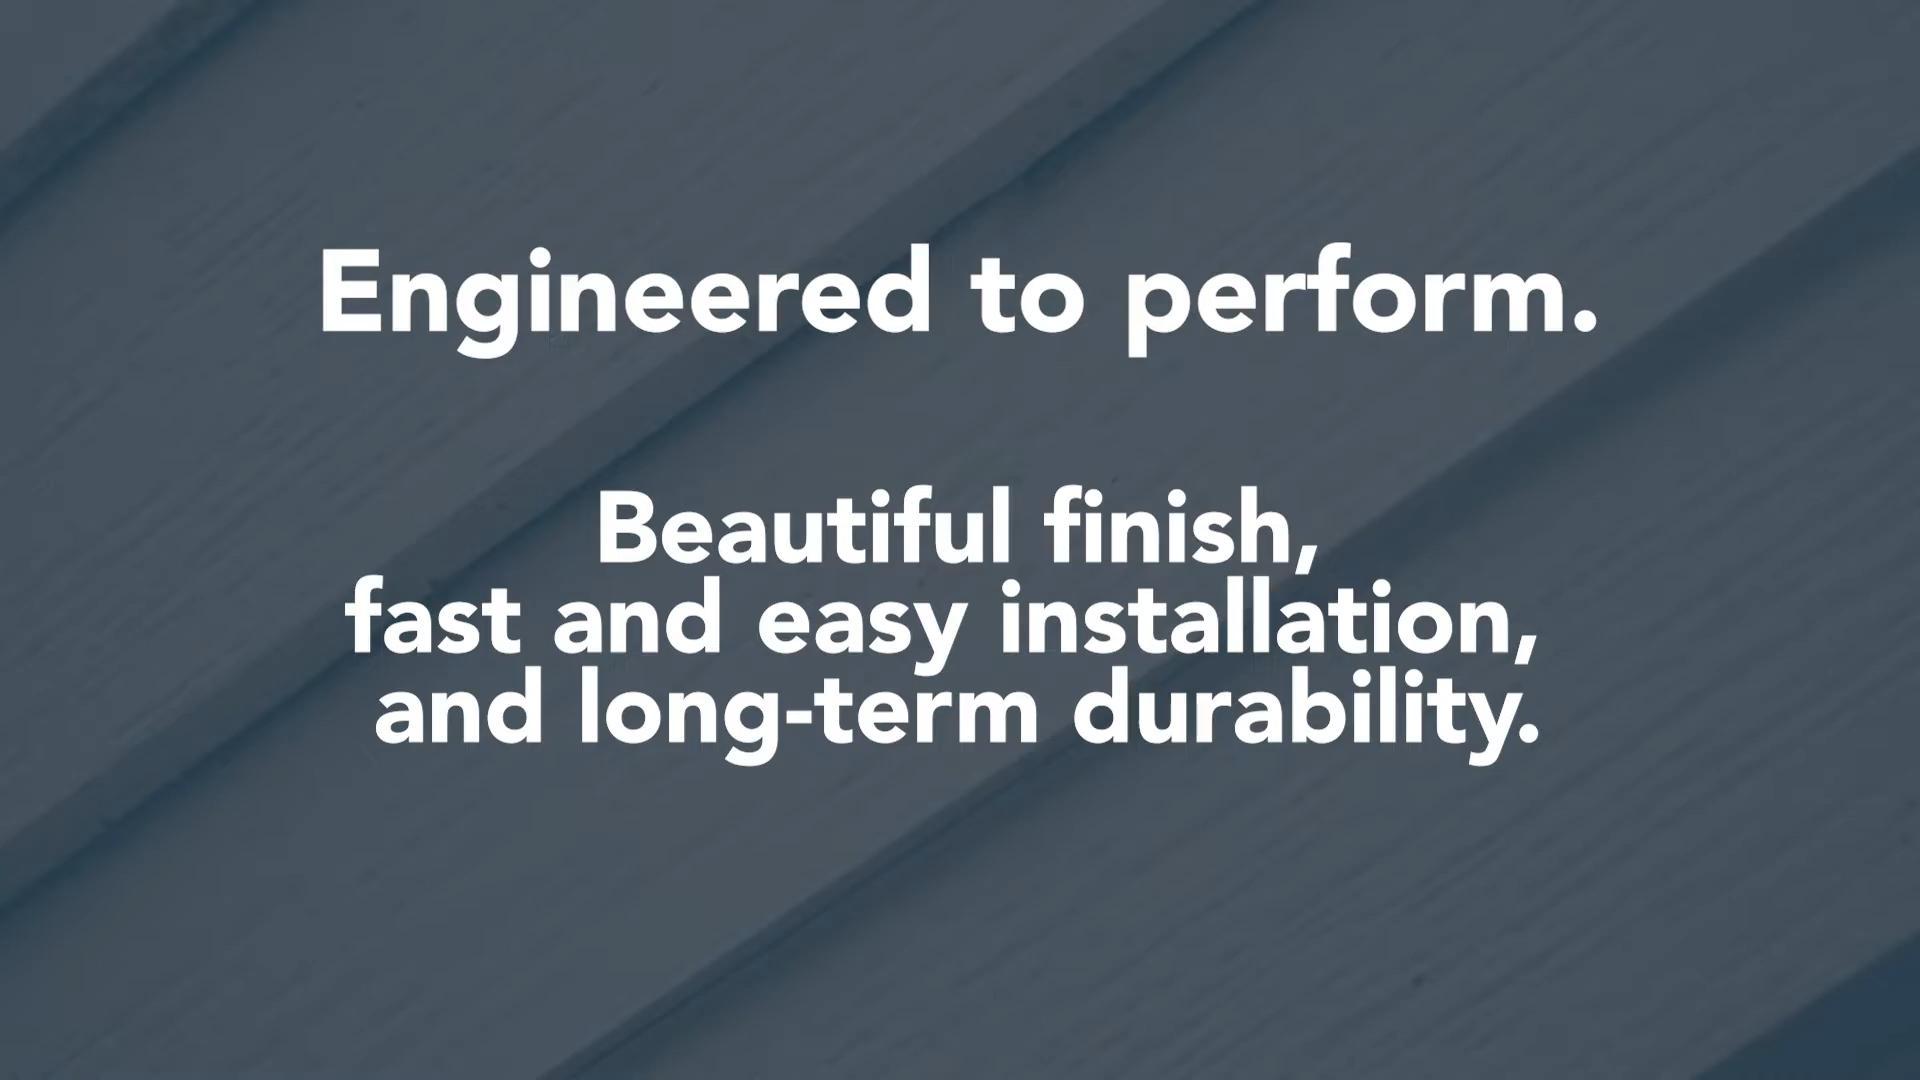 Engineered to perform.
Beautiful finish,
fast and easy installation,
and long-term durability.